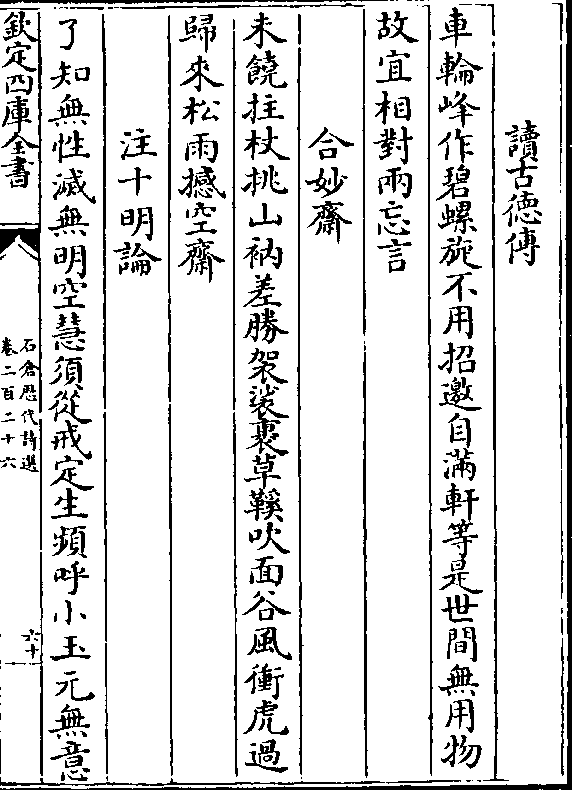 讀古德傳
車輪峰作碧螺旋不用招邀自滿軒等是世間無用物
故宜相對兩忘言
合妙齋
未饒拄杖挑山衲差勝袈裟裹草鞵吹面谷風衝虎過
歸來松雨撼空齋
注十明論
了知無性滅無明空慧須從戒定生頻呼小玉元無意
欽定四庫全書
石倉歷代詩選
卷二百二十六
六十